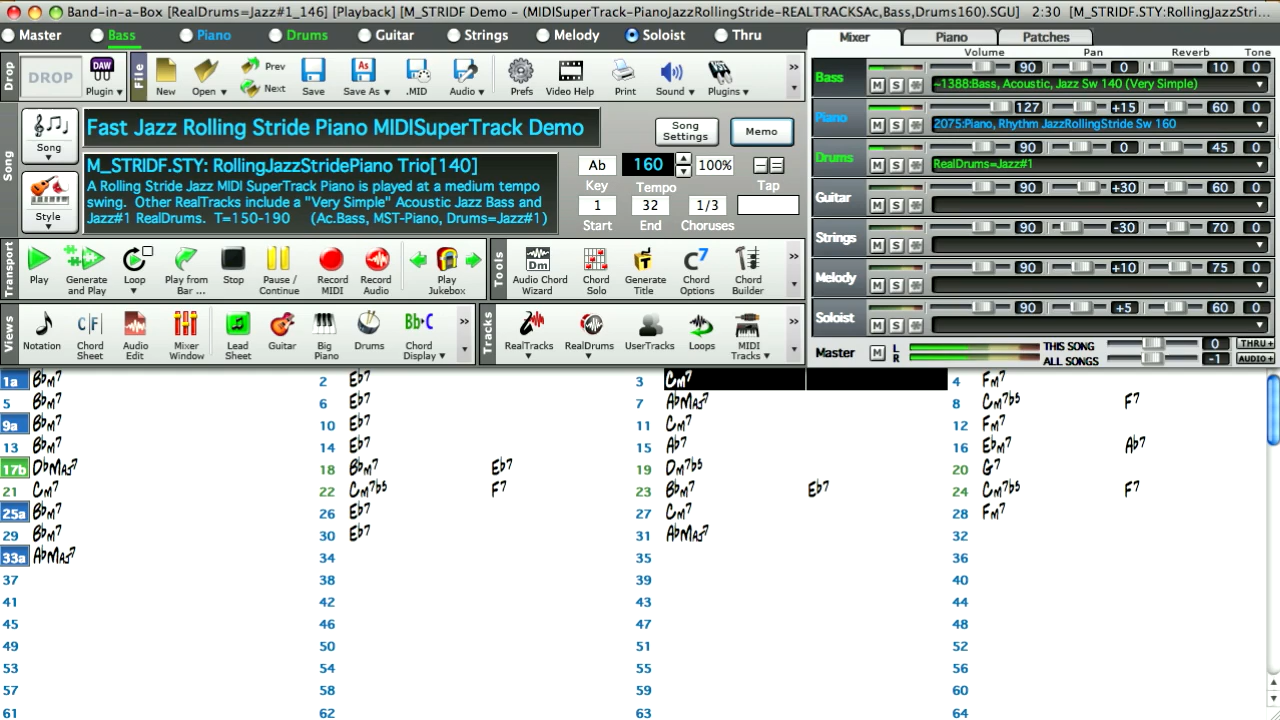 Band-in-a-Box [RealDrums=Jazz#1_146] [Playback] [M_STRIDF Demo - (MIDISuperTrack-PianoJazzRllingStride-REALTRACKSAc,Bass,Drums160).SGU] 2:30 [M_STRIDF.STY:RollingJazzStri...
Master Bass Piano Drums Guitar Strings Melody Soloist Thru
Mixer Piano Patches
Volume Pan Reverb Tone
Drop DROP DAW Plugin File New Open Prev Next Save As Save As .MID Audio Prefs Video Help Print Sound Plugins
Bass M S 90 0 10 0
~1388:Bass, Acoustic, Jazz Sw 140 (Very Simple)
Piano M S 127 +15 60 0
2075:Piano, Rhythm JazzRollingStride Sw 160
Drums M S 90 0 45 0
RealDrums=Jazz#1
Guitar M S 90 +30 60 0
Strings M S 90 -30 70 0
Melody M S 90 +10 75 0
Soloist M S 90 +5 60 0
Master M L R THIS SONG 0 THRU+
ALL SONGS -1 AUDIO+
Song Song Fast Jazz Rolling Stride Piano MIDISuperTrack Demo Song Settings Memo
Style
M_STRIDF.STY: RollingJazzStridePiano Trio[140]
A Rolling Stride Jazz MIDI SuperTrack Piano is played at a medium tempo
swing. Other RealTracks include a "Very Simple" Acoustic Jazz Bass and
Jazz#1 RealDrums. T=150-190 (Ac.Bass, MST-Piano, Drums=Jazz#1)
Ab 160 100%
Key Tempo Tap
1 32 1/3
Start End Choruses
Transport Play Generate and Play Loop Play from Bar ... Stop Pause / Continue Record MIDI Record Audio Play Jukebox
Tools Dm Audio Chord Wizard Chord Solo Generate Title C7 Chord Options Chord Builder
Views Notation C|F| Chord Sheet Audio Edit Mixer Window Lead Sheet Guitar Big Piano Drums Bb▸C Chord Display
Tracks RealTracks RealDrums UserTracks Loops MIDI Tracks
1a Bbm7 2 Eb7 3 Cm7 4 Fm7
5 Bbm7 6 Eb7 7 AbMAJ7 8 Cm7b5 F7
9a Bbm7 10 Eb7 11 Cm7 12 Fm7
13 Bbm7 14 Eb7 15 Ab7 16 Ebm7 Ab7
17b DbMAJ7 18 Bbm7 Eb7 19 Dm7b5 20 G7
21 Cm7 22 Cm7b5 F7 23 Bbm7 Eb7 24 Cm7b5 F7
25a Bbm7 26 Eb7 27 Cm7 28 Fm7
29 Bbm7 30 Eb7 31 AbMAJ7 32
33a AbMAJ7 34 35 36
37 38 39 40
41 42 43 44
45 46 47 48
49 50 51 52
53 54 55 56
57 58 59 60
61 62 63 64